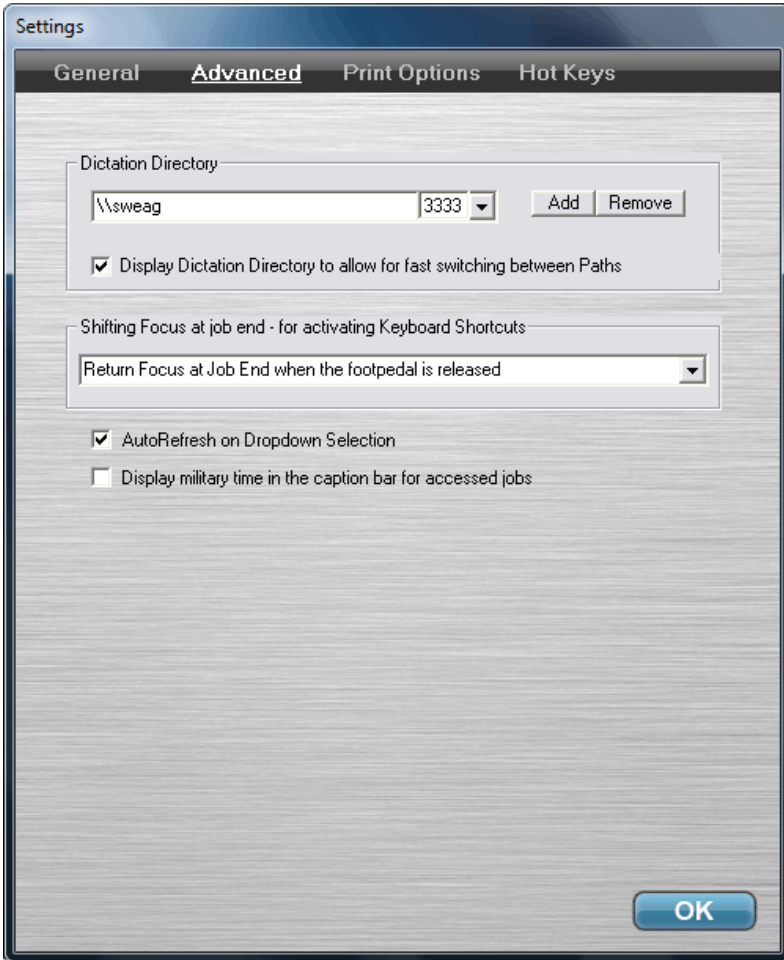 Settings
General Advanced Print Options Hot Keys
Dictation Directory
\\sweag 3333 Add Remove
Display Dictation Directory to allow for fast switching between Paths
Shifting Focus at job end - for activating Keyboard Shortcuts
Return Focus at Job End when the footpedal is released
AutoRefresh on Dropdown Selection
Display military time in the caption bar for accessed jobs
OK